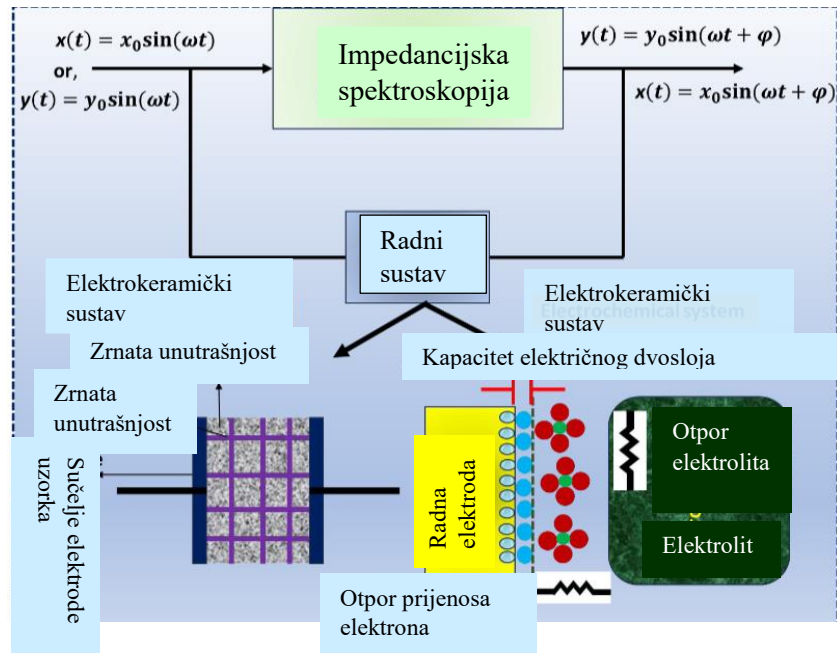 x(t) = x₀sin(ωt)
or,
y(t) = y₀sin(ωt)
Impedancijska
spektroskopija
y(t) = y₀sin(ωt + φ)
x(t) = x₀sin(ωt + φ)
Radni
sustav
Elektrokeramički
sustav
Elektrokeramički
sustav
Electrochemical system
Zrnata unutrašnjost
Kapacitet električnog dvosloja
Zrnata
unutrašnjost
Sučelje elektrode
uzorka
Radna
elektroda
Otpor
elektrolita
Elektrolit
Otpor prijenosa
elektrona